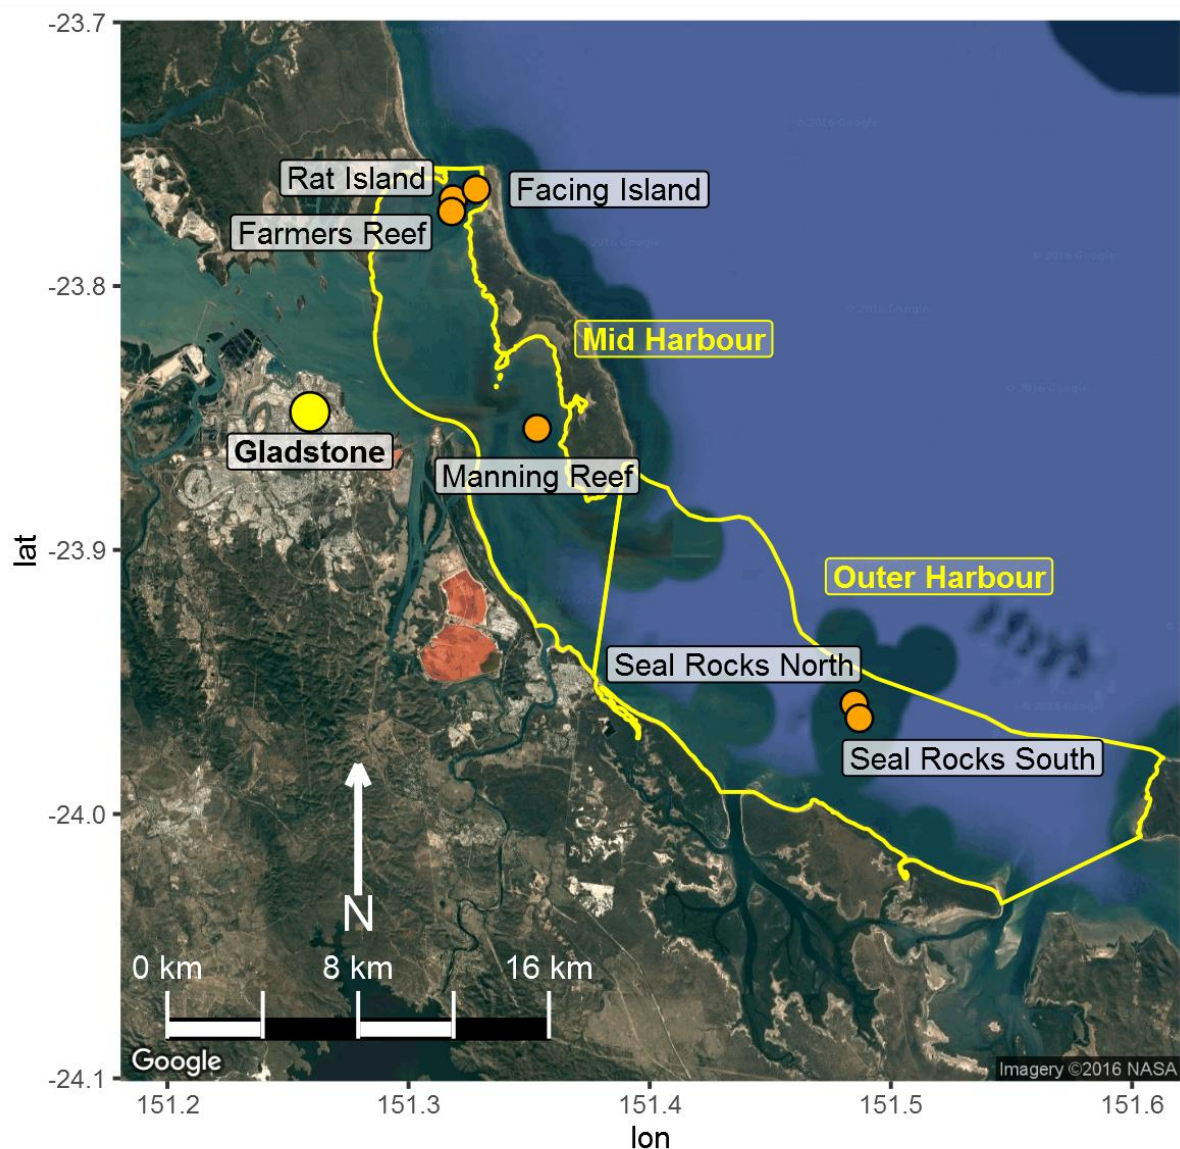 -23.7
Rat Island
Facing Island
Farmers Reef
-23.8
Mid Harbour
Gladstone
Manning Reef
lat
-23.9
Outer Harbour
Seal Rocks North
Seal Rocks South
-24.0
N
0 km 8 km 16 km
Google
Imagery ©2016 NASA
-24.1
151.2 151.3 151.4 151.5 151.6
lon